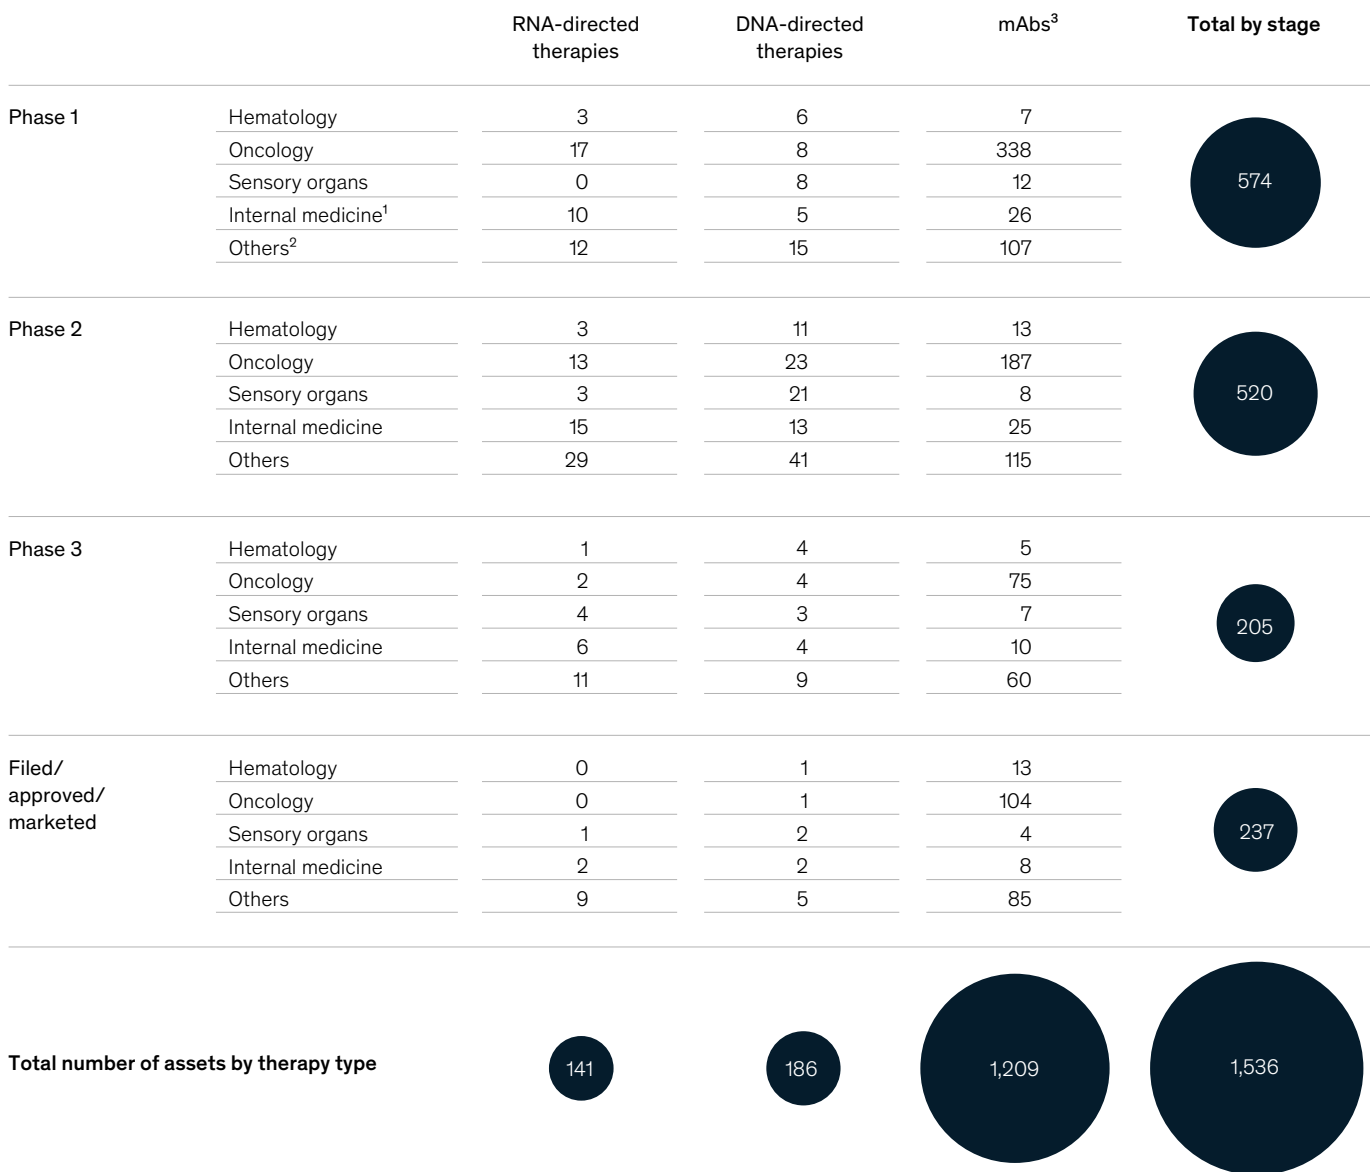 RNA-directed therapies DNA-directed therapies mAbs³ Total by stage
Phase 1 Hematology 3 6 7
Oncology 17 8 338
Sensory organs 0 8 12 574
Internal medicine¹ 10 5 26
Others² 12 15 107
Phase 2 Hematology 3 11 13
Oncology 13 23 187
Sensory organs 3 21 8 520
Internal medicine 15 13 25
Others 29 41 115
Phase 3 Hematology 1 4 5
Oncology 2 4 75
Sensory organs 4 3 7 205
Internal medicine 6 4 10
Others 11 9 60
Filed/ Hematology 0 1 13
approved/ Oncology 0 1 104
marketed Sensory organs 1 2 4 237
Internal medicine 2 2 8
Others 9 5 85
Total number of assets by therapy type 141 186 1,209 1,536